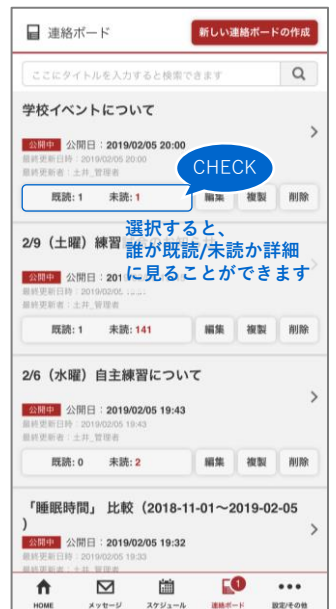 連絡ボード
新しい連絡ボードの作成
ここにタイトルを入力すると検索できます
学校イベントについて
公開中 公開日：2019/02/05 20:00
最終更新日時：2019/02/05 20:00
最終更新者：土井_管理者
CHECK
既読: 1 未読: 1 編集 複製 削除
選択すると、
誰が既読/未読か詳細
に見ることができます
2/9（土曜）練習
公開中 公開日：201
最終更新日時：2019/02/05
最終更新者：土井_管理者
既読: 1 未読: 141 編集 複製 削除
2/6（水曜）自主練習について
公開中 公開日：2019/02/05 19:43
最終更新日時：2019/02/05 19:43
最終更新者：土井_管理者
既読: 0 未読: 2 編集 複製 削除
「睡眠時間」 比較（2018-11-01〜2019-02-05
）
公開中 公開日：2019/02/05 19:32
最終更新日時：2019/02/05 19:33
1
HOME メッセージ スケジュール 連絡ボード 設定/その他